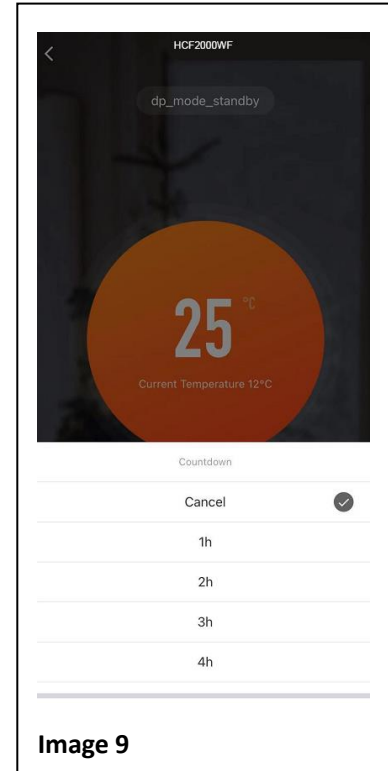 HCF2000WF
dp_mode_standby
25 °C
Current Temperature 12°C
Countdown
Cancel
1h
2h
3h
4h
Image 9